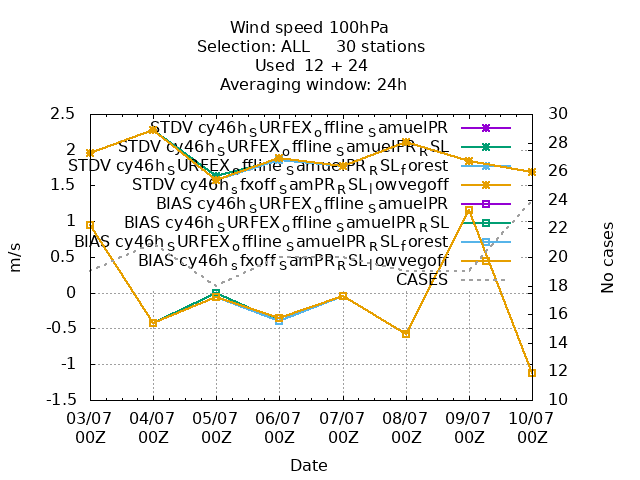 Wind speed 100hPa
Selection: ALL 30 stations
Used 12 + 24
Averaging window: 24h
2.5
2
1.5
1
0.5
0
-0.5
-1
-1.5
m/s
STDV cy46h_SURFEX_offline_SamuelPR
STDV cy46h_SURFEX_offline_SamuelPR_RSL
STDV cy46h_SURFEX_offline_SamuelPR_RSL_forest
STDV cy46h_sfxoff_SamPR_RSL_lowvegoff
BIAS cy46h_SURFEX_offline_SamuelPR
BIAS cy46h_SURFEX_offline_SamuelPR_RSL
BIAS cy46h_SURFEX_offline_SamuelPR_RSL_forest
BIAS cy46h_sfxoff_SamPR_RSL_lowvegoff
CASES
30
28
26
24
22
20
18
16
14
12
10
No cases
03/07 04/07 05/07 06/07 07/07 08/07 09/07 10/07
00Z 00Z 00Z 00Z 00Z 00Z 00Z 00Z
Date